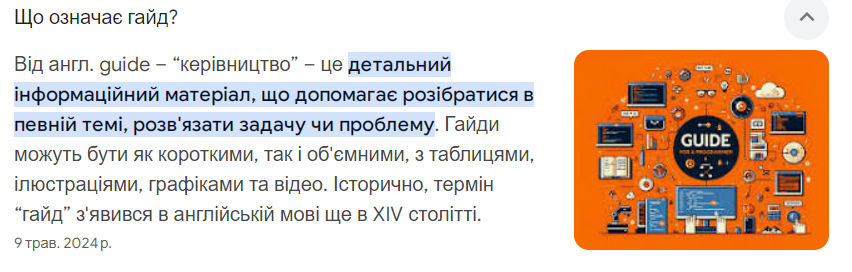 Що означає гайд?
Від англ. guide – “керівництво” – це детальний
інформаційний матеріал, що допомагає розібратися в
певній темі, розв'язати задачу чи проблему. Гайди
можуть бути як короткими, так і об'ємними, з таблицями,
ілюстраціями, графіками та відео. Історично, термін
“гайд” з'явився в англійській мові ще в XIV столітті.
9 трав. 2024 р.
GUIDE